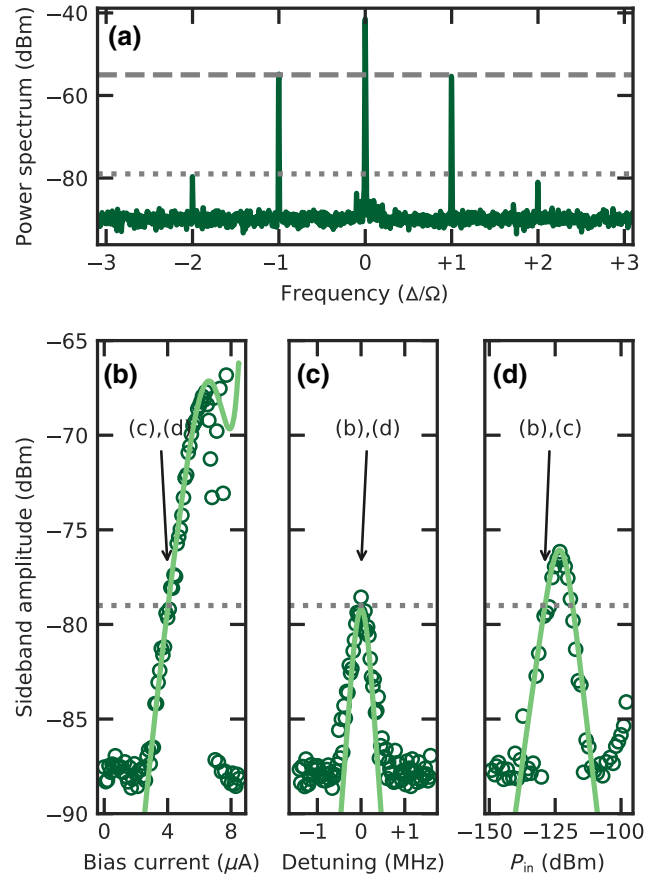 (a)
Power spectrum (dBm)
−40
−60
−80
−3 −2 −1 0 +1 +2 +3
Frequency (Δ/Ω)
(b) (c) (d)
Sideband amplitude (dBm)
−65
−70
−75
−80
−85
−90
(c),(d) (b),(d) (b),(c)
0 4 8 −1 0 +1 −150 −125 −100
Bias current (μA) Detuning (MHz) Pin (dBm)